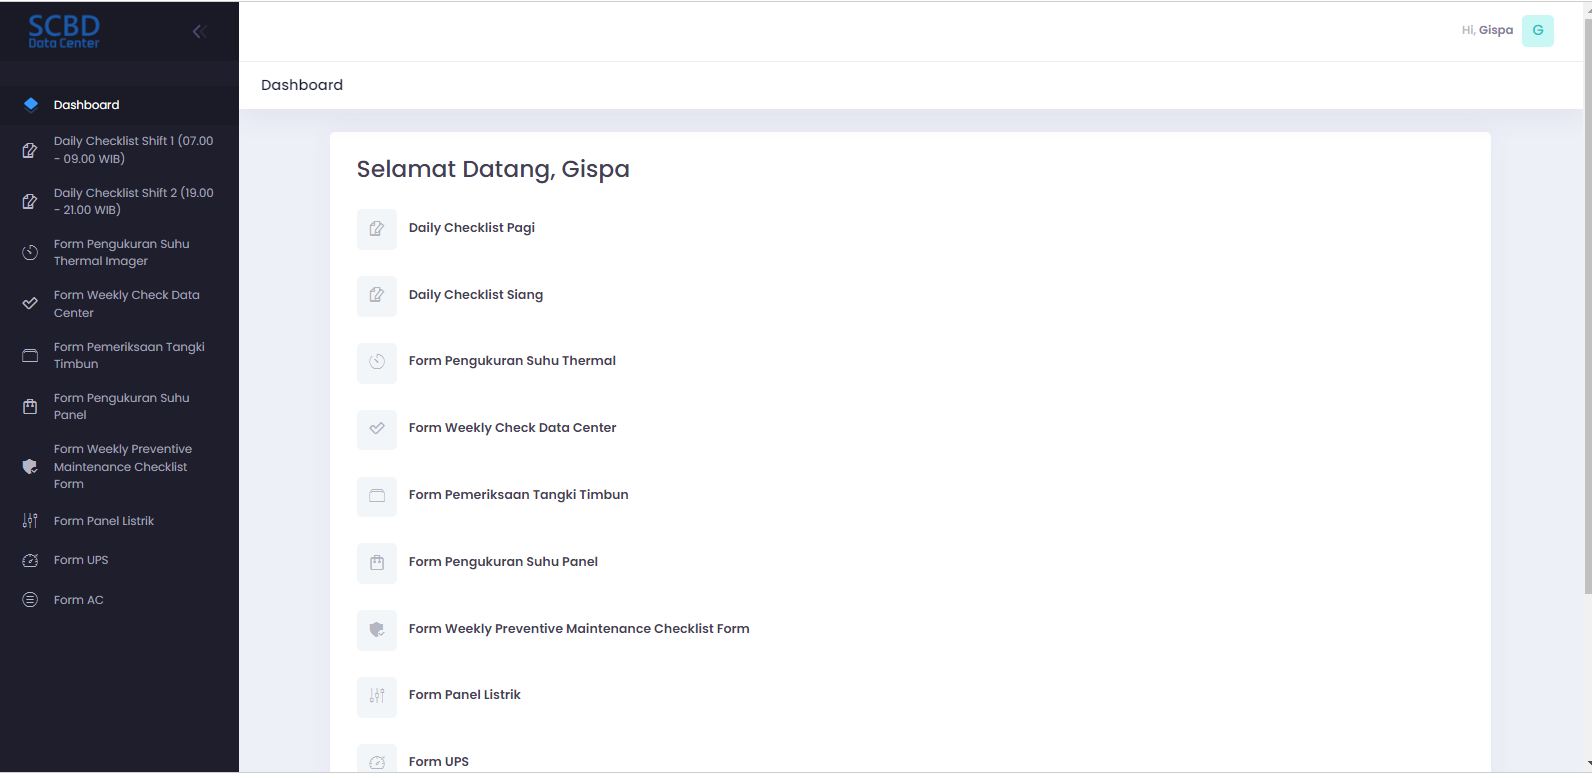 SCBD
Data Center
Hi, Gispa
G
Dashboard
Dashboard
Daily Checklist Shift 1 (07.00
- 09.00 WIB)
Daily Checklist Shift 2 (19.00
- 21.00 WIB)
Form Pengukuran Suhu
Thermal Imager
Form Weekly Check Data
Center
Form Pemeriksaan Tangki
Timbun
Form Pengukuran Suhu
Panel
Form Weekly Preventive
Maintenance Checklist
Form
Form Panel Listrik
Form UPS
Form AC
Selamat Datang, Gispa
Daily Checklist Pagi
Daily Checklist Siang
Form Pengukuran Suhu Thermal
Form Weekly Check Data Center
Form Pemeriksaan Tangki Timbun
Form Pengukuran Suhu Panel
Form Weekly Preventive Maintenance Checklist Form
Form Panel Listrik
Form UPS